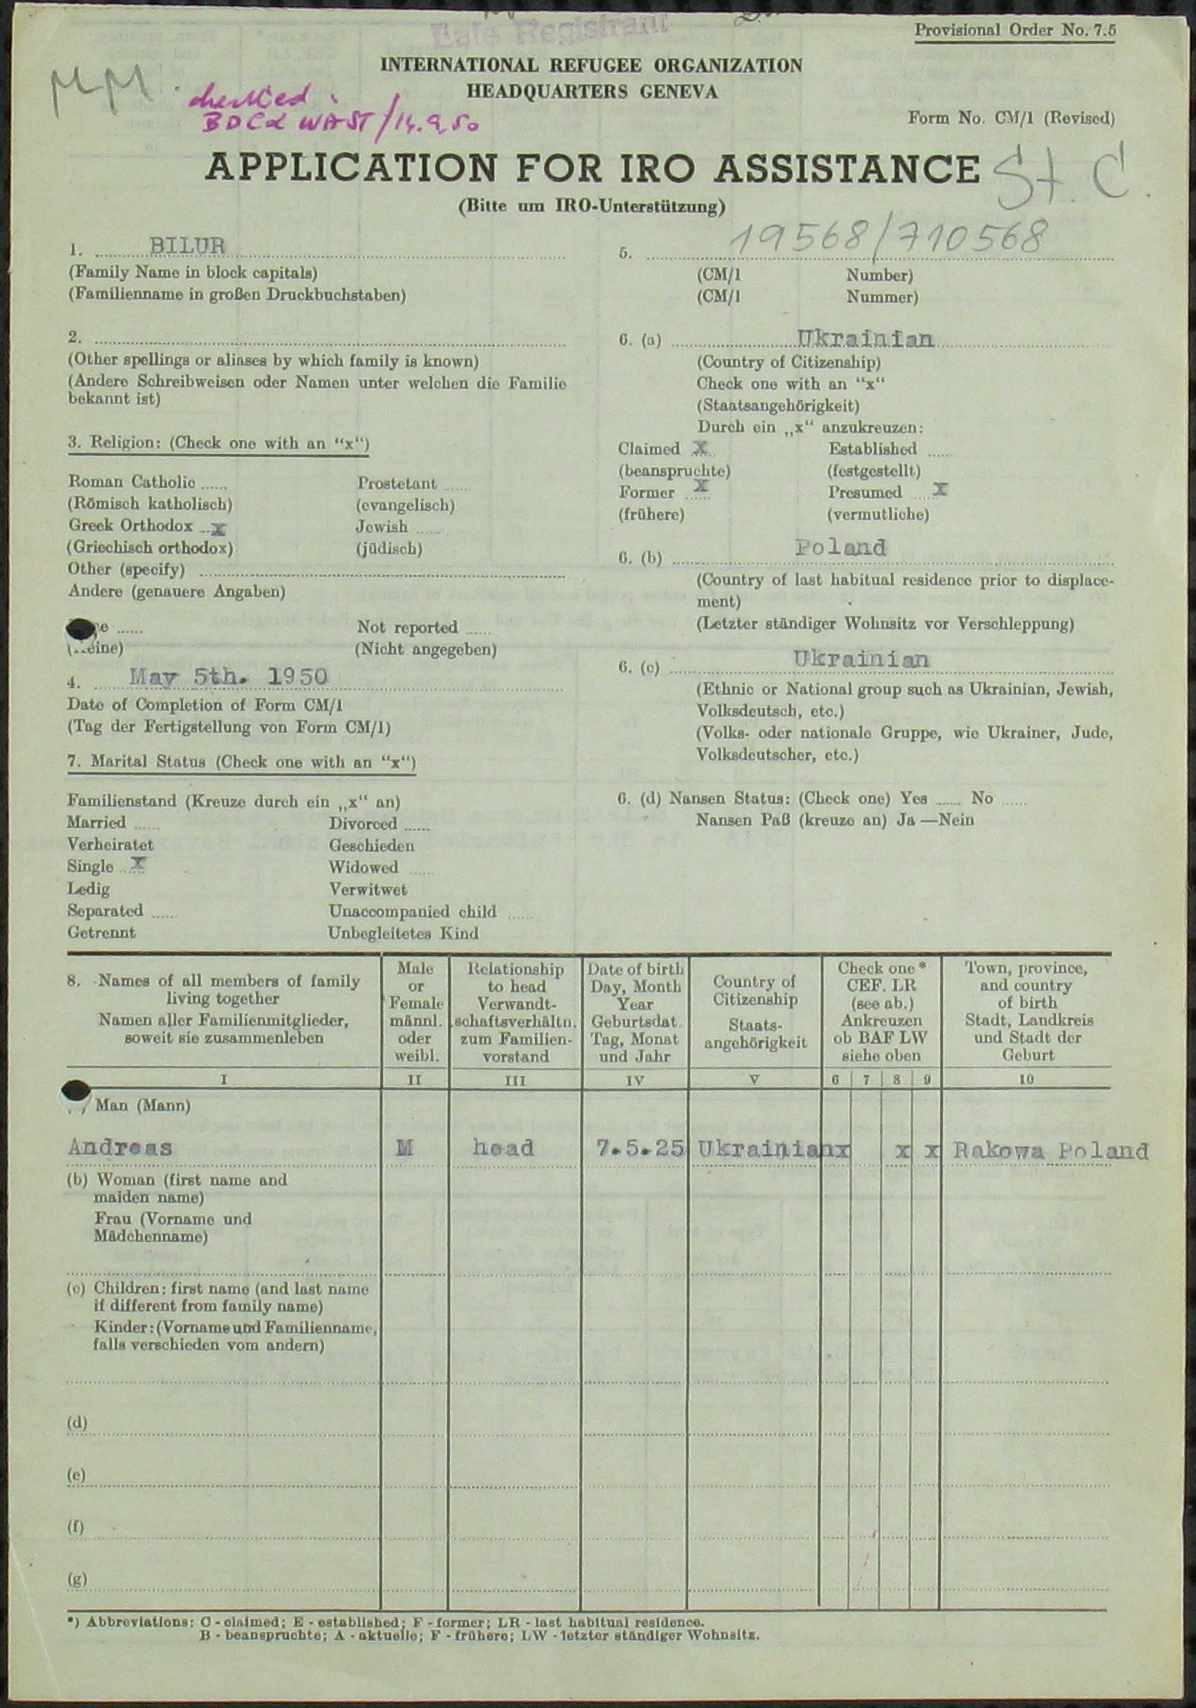 Late Registrant
Provisional Order No. 7.5
INTERNATIONAL REFUGEE ORGANIZATION
HEADQUARTERS GENEVA
checked :
BDC & WASt / 14.9.50
Form No. CM/1 (Revised)
APPLICATION FOR IRO ASSISTANCE
St. C.
(Bitte um IRO-Unterstützung)
1. BILUR
(Family Name in block capitals)
(Familienname in großen Druckbuchstaben)
2.
(Other spellings or aliases by which family is known)
(Andere Schreibweisen oder Namen unter welchen die Familie
bekannt ist)
3. Religion: (Check one with an "x")
Roman Catholic ...... Prostetant ......
(Römisch katholisch) (evangelisch)
Greek Orthodox x Jewish ......
(Griechisch orthodox) (jüdisch)
Other (specify)
Andere (genauere Angaben)
Not reported ......
(Nicht angegeben)
4. May 5th. 1950
Date of Completion of Form CM/1
(Tag der Fertigstellung von Form CM/1)
7. Marital Status (Check one with an "x")
Familienstand (Kreuze durch ein „x“ an)
Married ...... Divorced ......
Verheiratet Geschieden
Single x Widowed ......
Ledig Verwitwet
Separated ...... Unaccompanied child ......
Getrennt Unbegleitetes Kind
5. 19568/710568
(CM/1 Number)
(CM/1 Nummer)
6. (a) Ukrainian
(Country of Citizenship)
Check one with an "x"
(Staatsangehörigkeit)
Durch ein „x“ anzukreuzen:
Claimed X Established ......
(beanspruchte) (festgestellt)
Former X Presumed X
(frühere) (vermutliche)
6. (b) Poland
(Country of last habitual residence prior to displace-
ment)
(Letzter ständiger Wohnsitz vor Verschleppung)
6. (c) Ukrainian
(Ethnic or National group such as Ukrainian, Jewish,
Volksdeutsch, etc.)
(Volks- oder nationale Gruppe, wie Ukrainer, Jude,
Volksdeutscher, etc.)
6. (d) Nansen Status: (Check one) Yes ...... No ......
Nansen Paß (kreuze an) Ja —Nein
8. Names of all members of family
living together
Namen aller Familienmitglieder,
soweit sie zusammenleben
Male
or
Female
männl.
oder
weibl.
Relationship
to head
Verwandt-
schaftsverhältn.
zum Familien-
vorstand
Date of birth
Day, Month
Year
Geburtsdat.
Tag, Monat
und Jahr
Country of
Citizenship
Staats-
angehörigkeit
Check one *
CEF. LR
(see ab.)
Ankreuzen
ob BAF LW
siehe oben
Town, province,
and country
of birth
Stadt, Landkreis
und Stadt der
Geburt
I II III IV V 6 7 8 9 10
Man (Mann)
Andreas M head 7.5.25 Ukrainian x x x Rakowa Poland
(b) Woman (first name and
maiden name)
Frau (Vorname und
Mädchenname)
(c) Children: first name (and last name
if different from family name)
Kinder: (Vorname und Familienname,
falls verschieden vom andern)
(d)
(e)
(f)
(g)
*) Abbreviations: C - claimed; E - established; F - former; LR - last habitual residence.
B - beanspruchte; A - aktuelle; F - frühere; LW - letzter ständiger Wohnsitz.